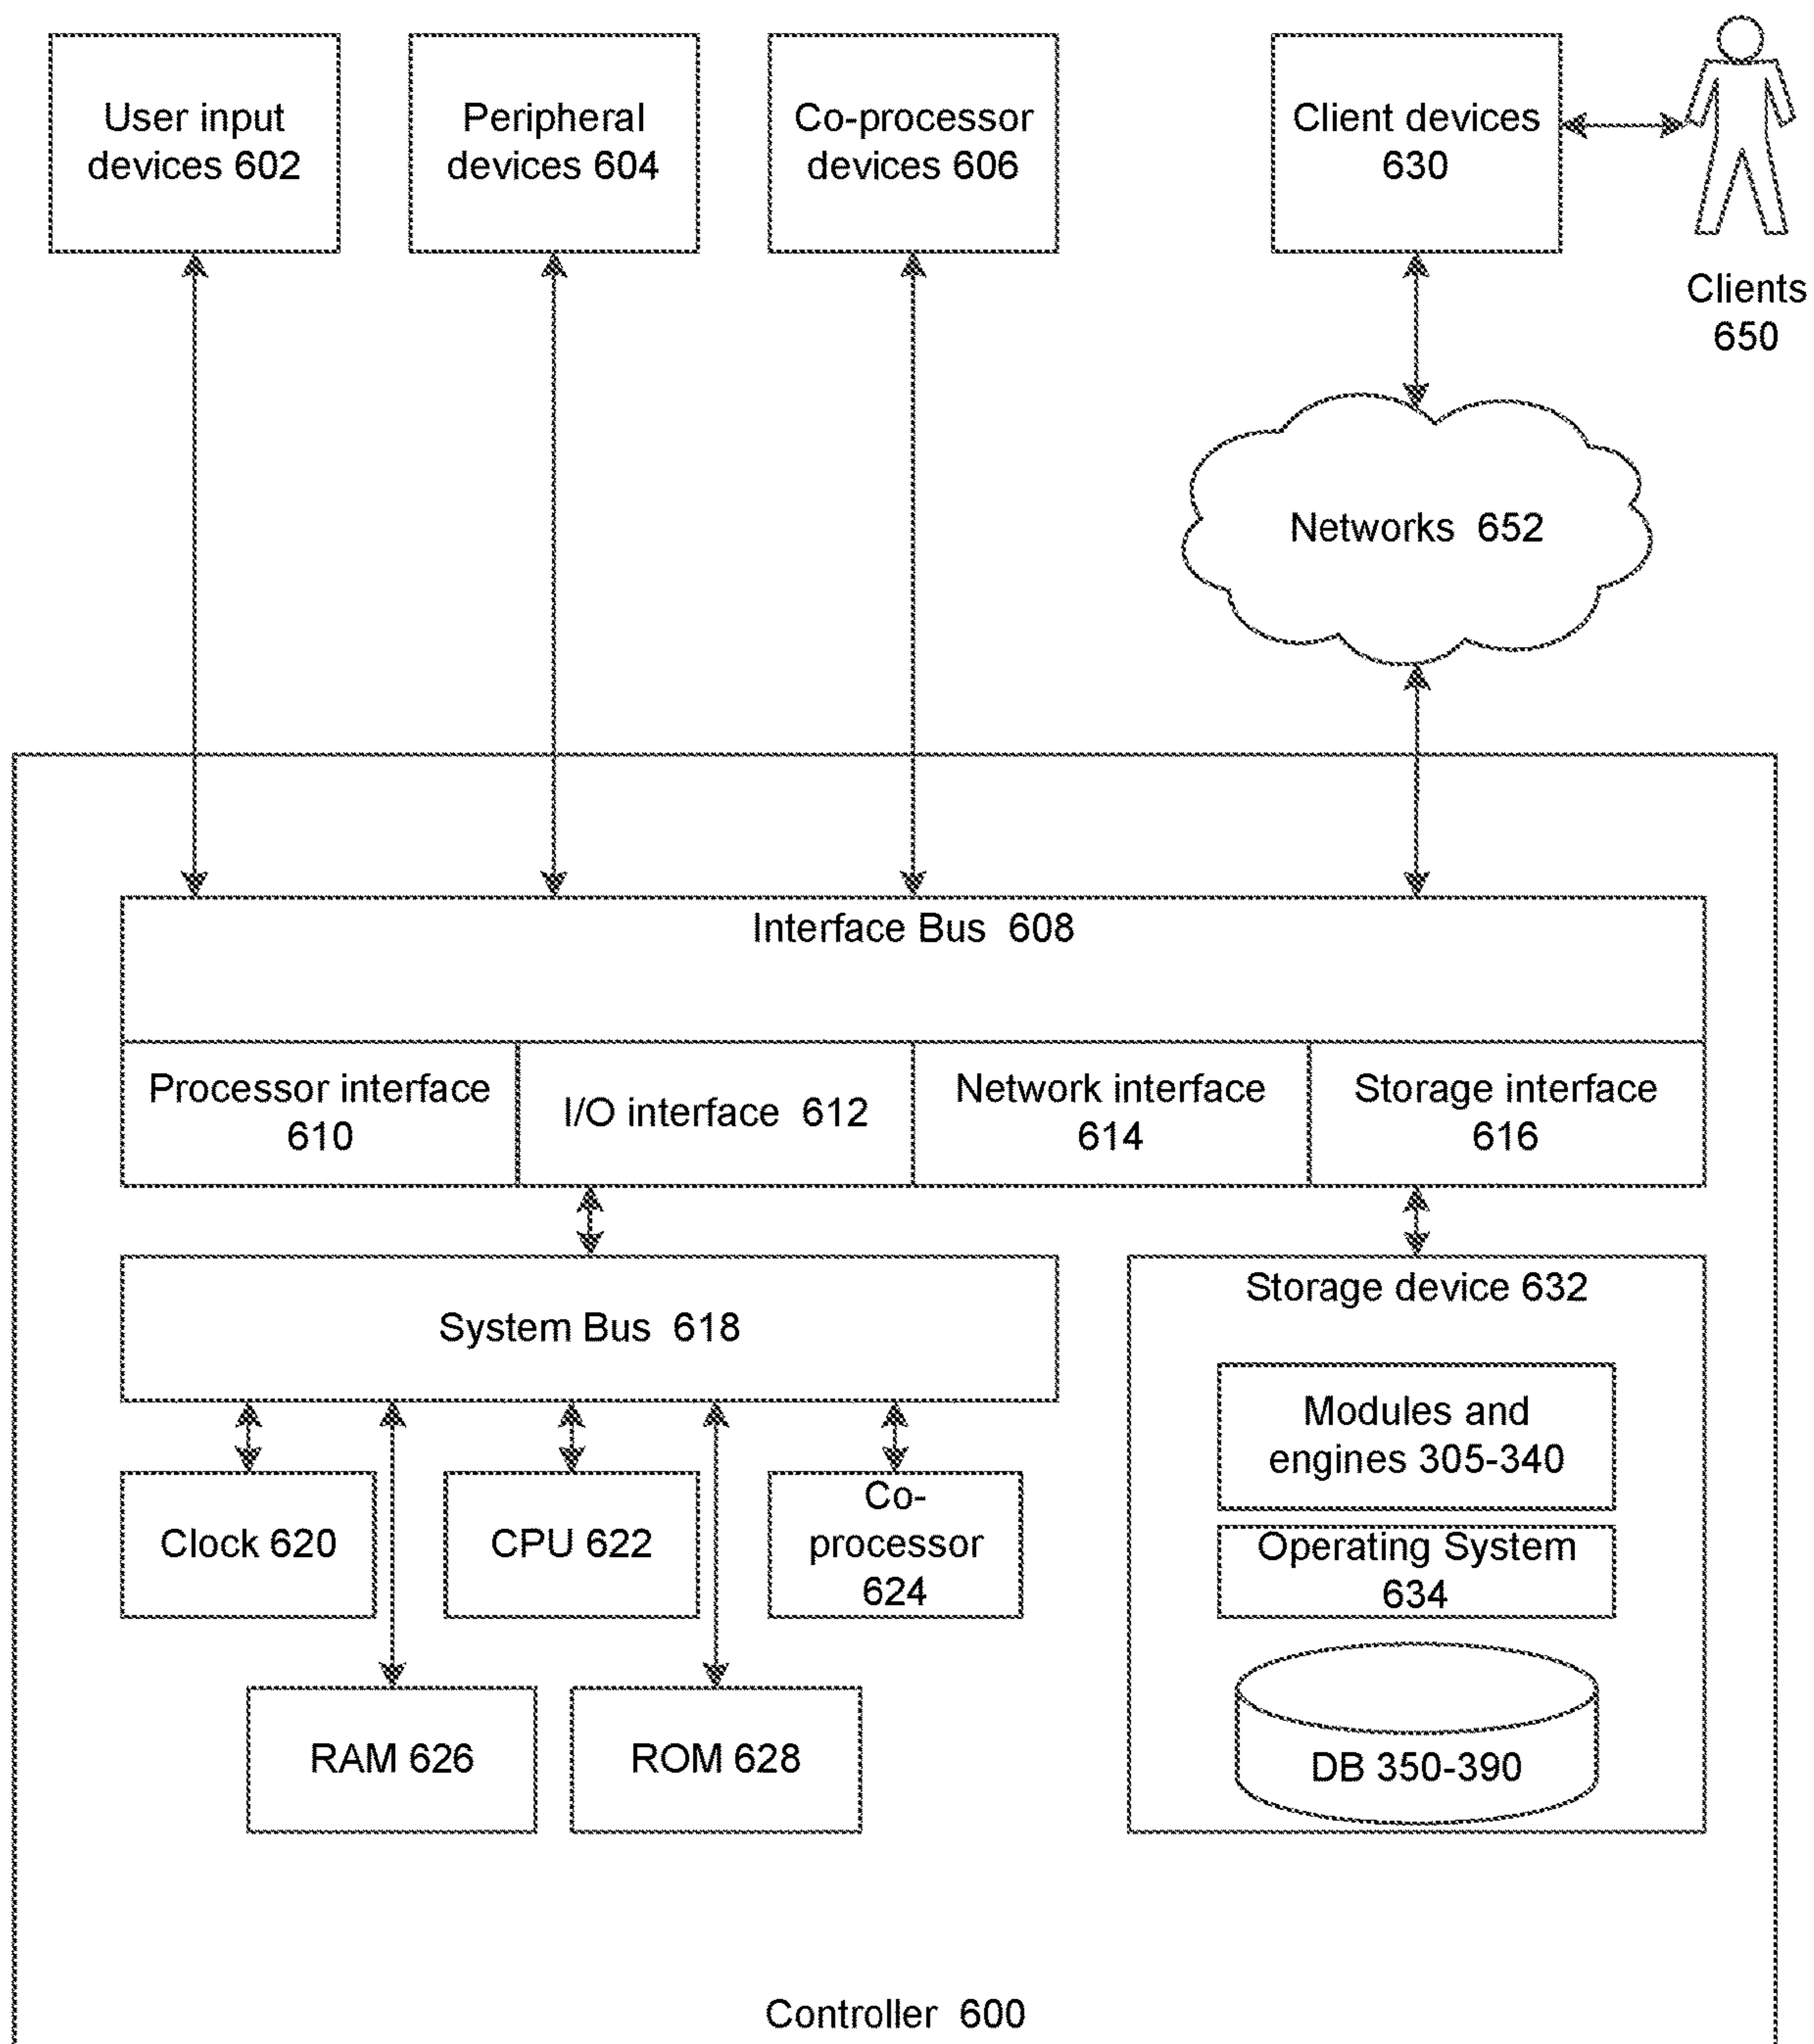 User input
devices 602
Peripheral
devices 604
Co-processor
devices 606
Client devices
630
Clients
650
Networks 652
Interface Bus 608
Processor interface
610
I/O interface 612
Network interface
614
Storage interface
616
System Bus 618
Storage device 632
Modules and
engines 305-340
Operating System
634
DB 350-390
Clock 620
CPU 622
Co-
processor
624
RAM 626
ROM 628
Controller 600